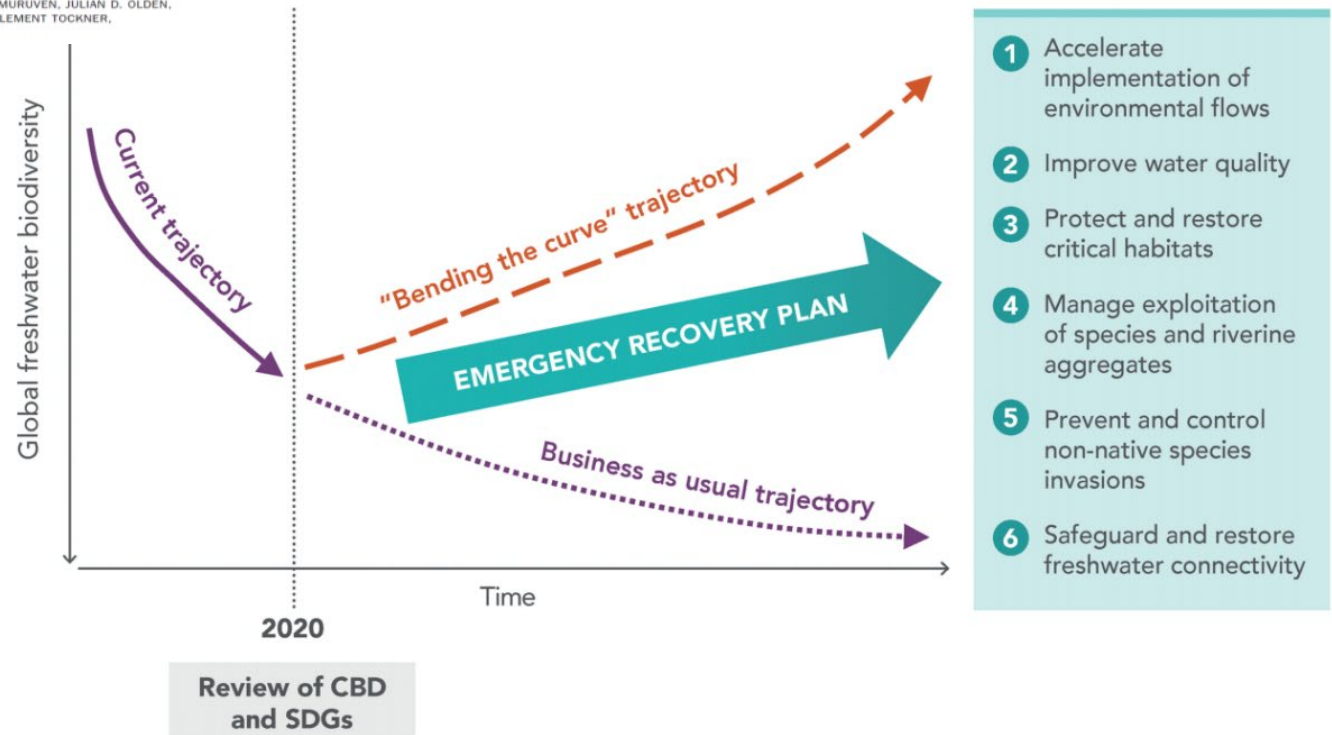 MURUVEN, JULIAN D. OLDEN,
LEMENT TOCKNER,
Global freshwater biodiversity
Current trajectory
"Bending the curve" trajectory
EMERGENCY RECOVERY PLAN
Business as usual trajectory
Time
2020
Review of CBD
and SDGs
1 Accelerate
implementation of
environmental flows
2 Improve water quality
3 Protect and restore
critical habitats
4 Manage exploitation
of species and riverine
aggregates
5 Prevent and control
non-native species
invasions
6 Safeguard and restore
freshwater connectivity